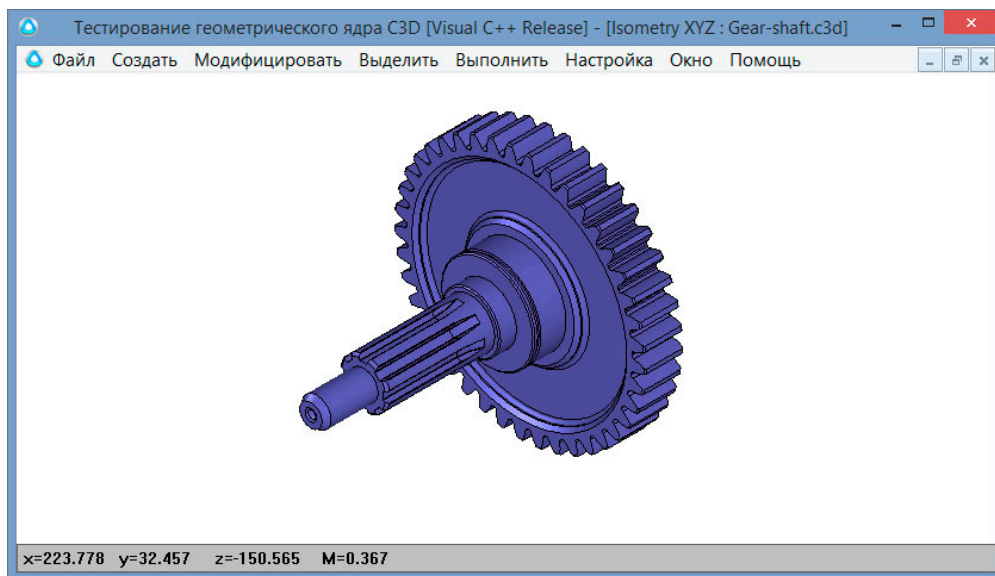 Тестирование геометрического ядра C3D [Visual C++ Release] - [Isometry XYZ : Gear-shaft.c3d]
Файл Создать Модифицировать Выделить Выполнить Настройка Окно Помощь
x=223.778 y=32.457 z=-150.565 M=0.367